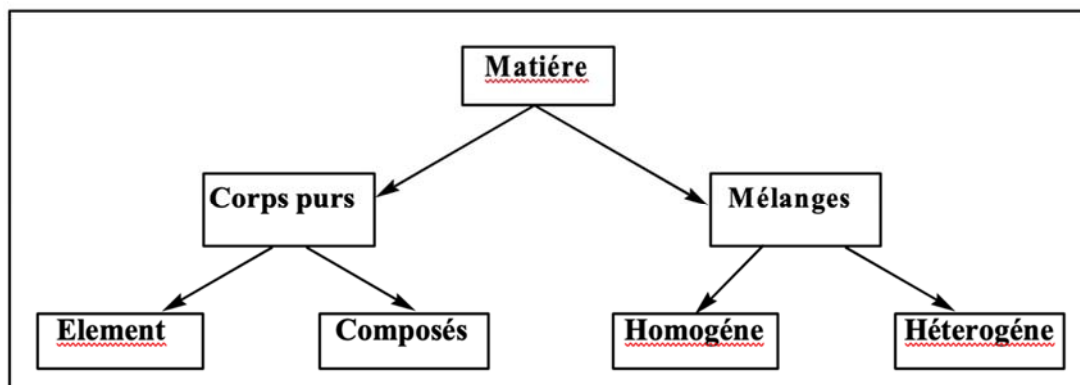 Matiére
Corps purs
Mélanges
Element
Composés
Homogéne
Héterogéne